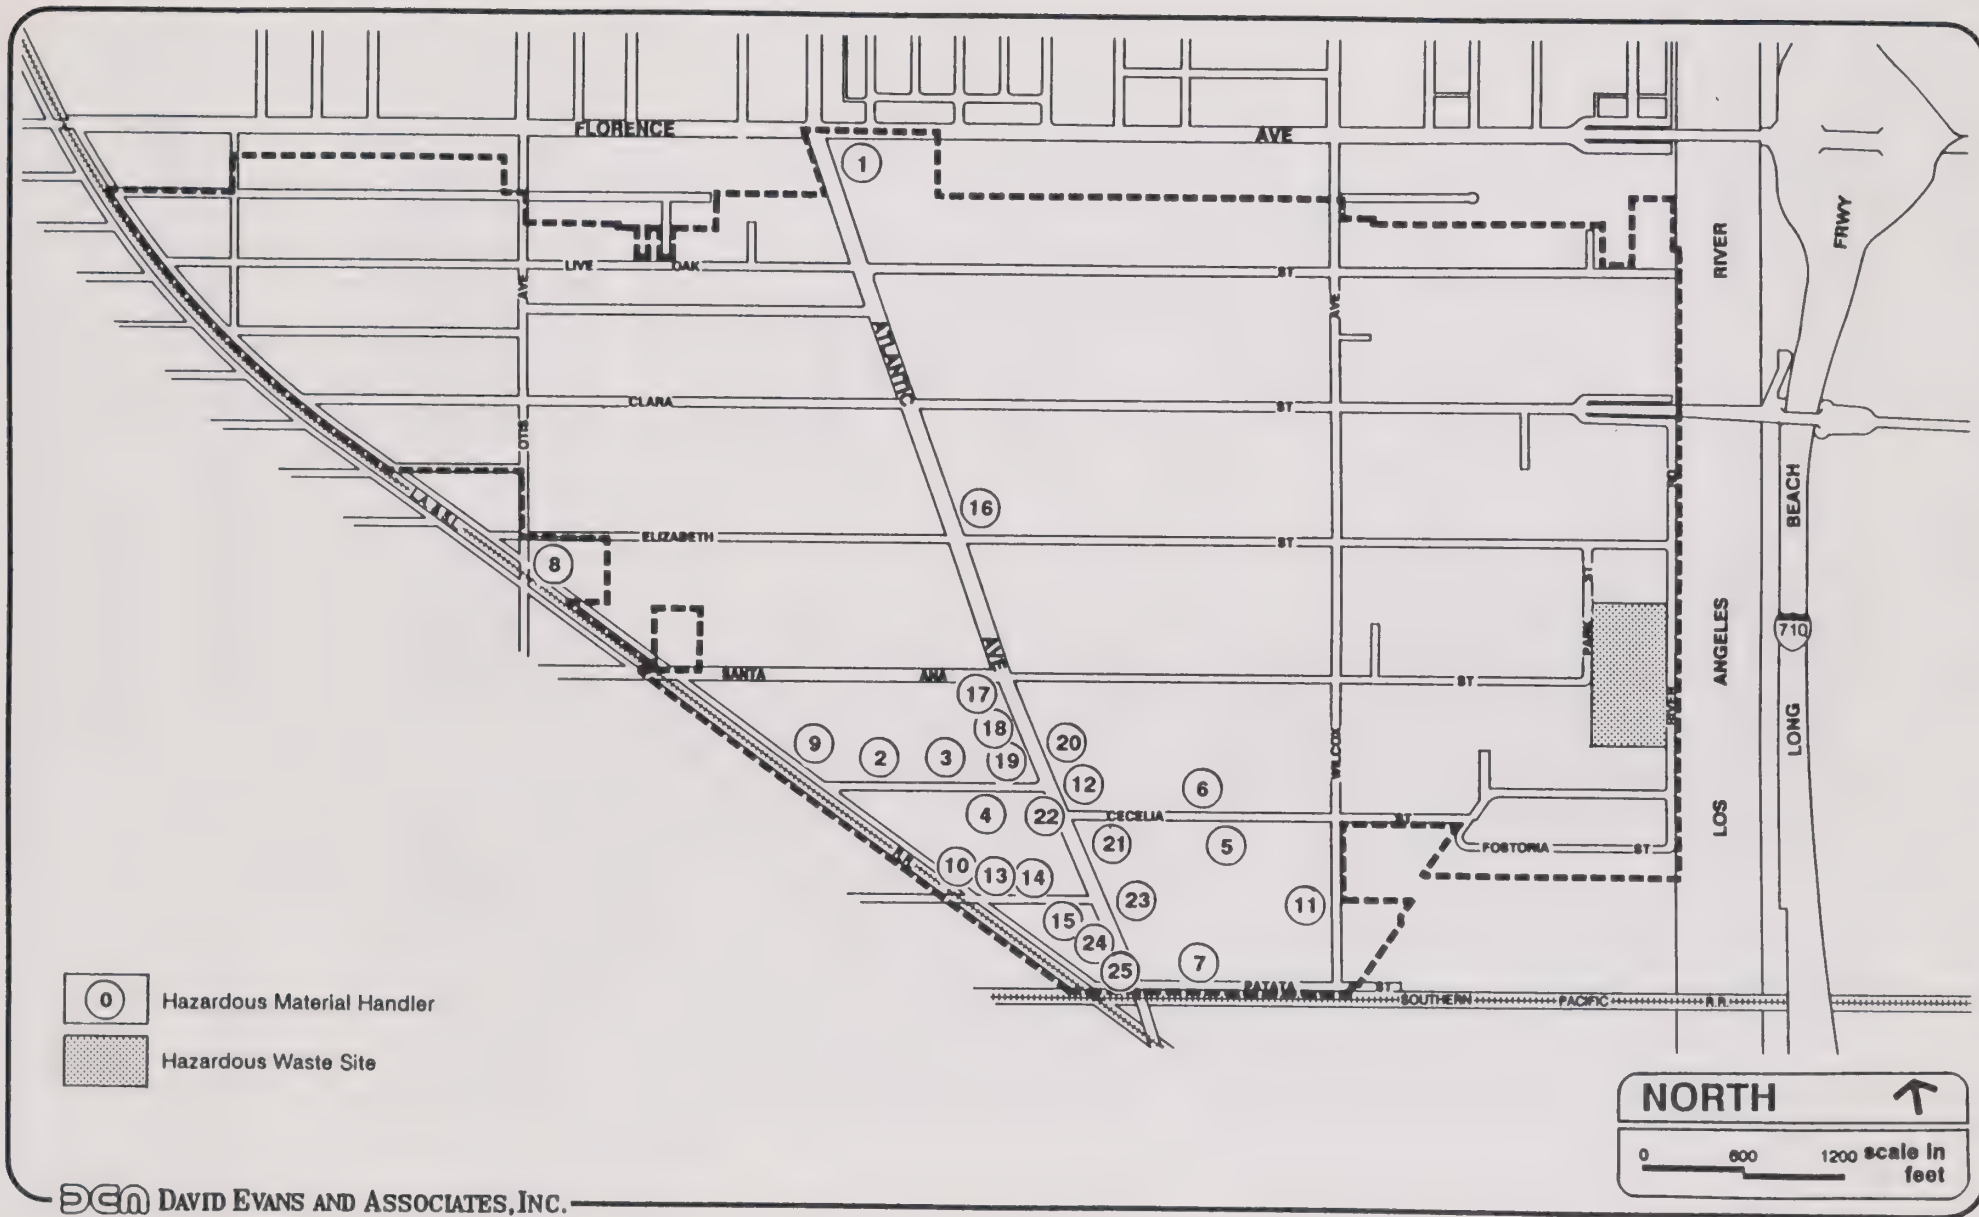 FLORENCE AVE
1
LIVE OAK ST
AVE
AVE
RIVER
FRWY
ATLANTIC
CLARA ST
OTIS
RD
BEACH
16
ELIZABETH ST
8
ST
PARK
ANGELES
710
AVE
SANTA ANA ST
17
18
20
9
2
3
19
WILCOX
RIVER
LONG
12
6
4
22
CECELIA ST
LOS
21
5
FOSTORIA ST
R.R.
10
13
14
23
11
15
24
25
7
PATATA ST
SOUTHERN PACIFIC R.R.
0 Hazardous Material Handler
Hazardous Waste Site
NORTH
0 600 1200 scale in
feet
DEA DAVID EVANS AND ASSOCIATES, INC.